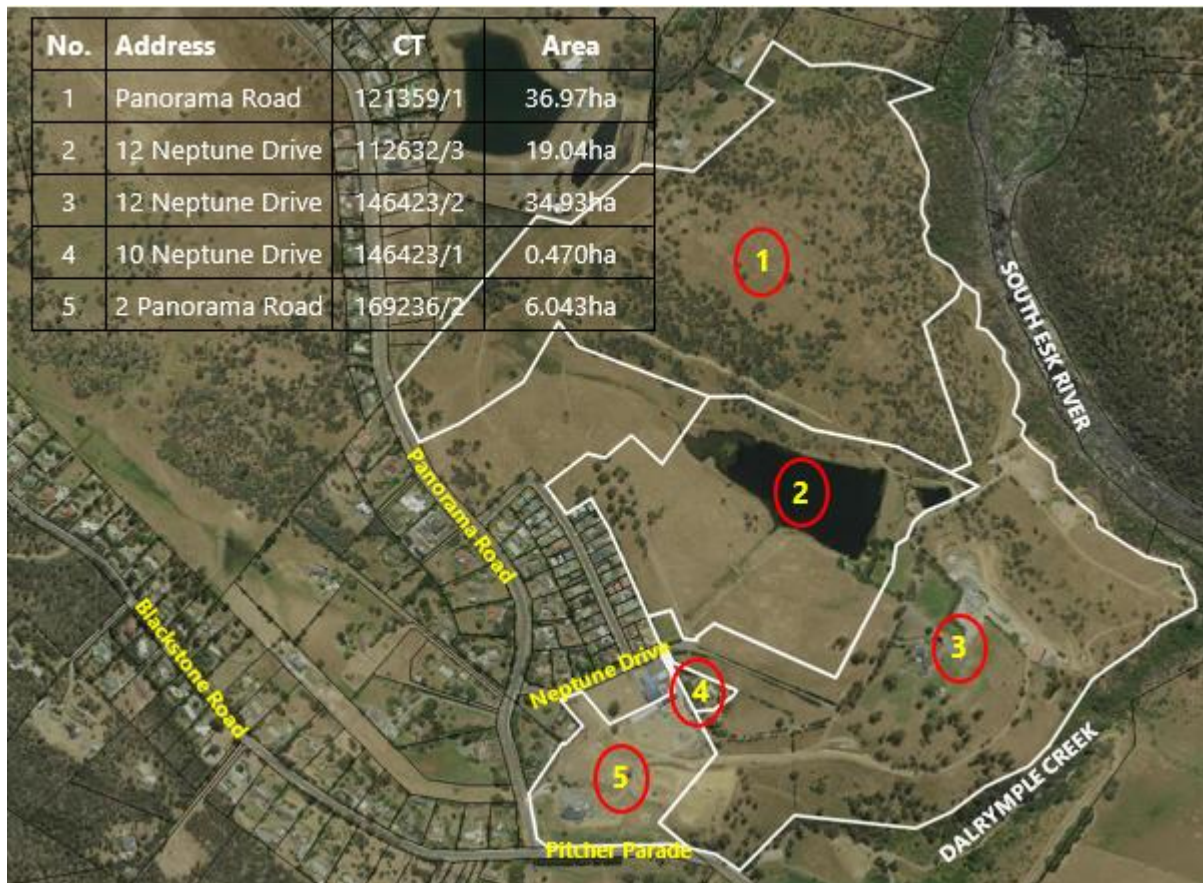 No. Address CT Area
1 Panorama Road 121359/1 36.97ha
2 12 Neptune Drive 112632/3 19.04ha
3 12 Neptune Drive 146423/2 34.93ha
4 10 Neptune Drive 146423/1 0.470ha
5 2 Panorama Road 169236/2 6.043ha
1
SOUTH ESK RIVER
2
Panorama Road
3
Neptune Drive
4
Blackstone Road
5
DALRYMPLE CREEK
Pitcher Parade